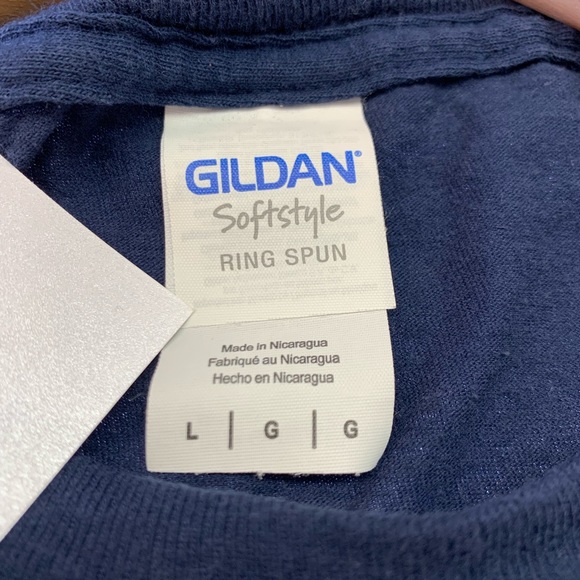 GILDAN®
Softstyle
RING SPUN
Made in Nicaragua
Fabriqué au Nicaragua
Hecho en Nicaragua
L | G | G